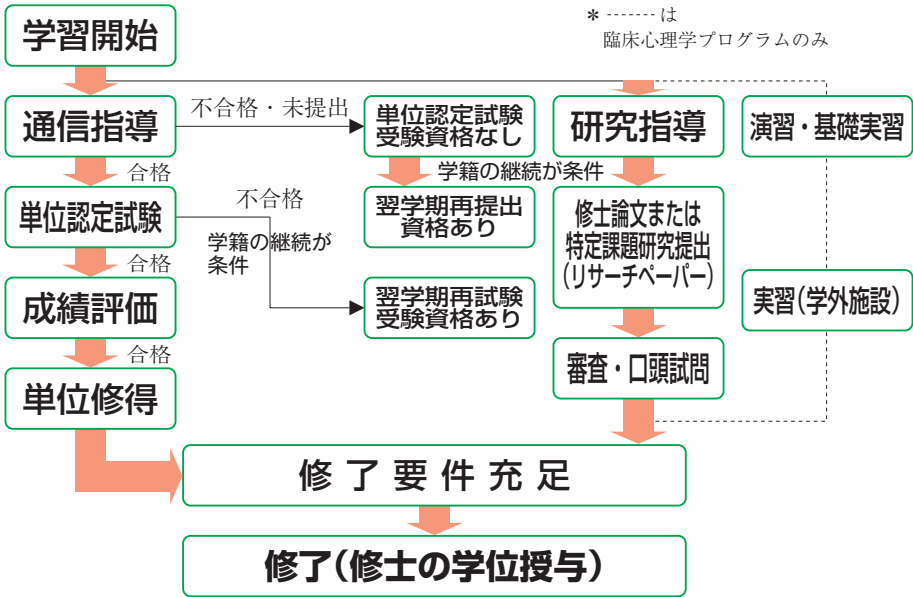 学習開始
＊ ------- は
臨床心理学プログラムのみ
通信指導
不合格・未提出
単位認定試験
受験資格なし
研究指導
演習・基礎実習
合格
学籍の継続が条件
単位認定試験
不合格
翌学期再提出
資格あり
修士論文または
特定課題研究提出
（リサーチペーパー）
学籍の継続が
条件
合格
成績評価
翌学期再試験
受験資格あり
実習（学外施設）
合格
審査・口頭試問
単位修得
修了要件充足
修了（修士の学位授与）